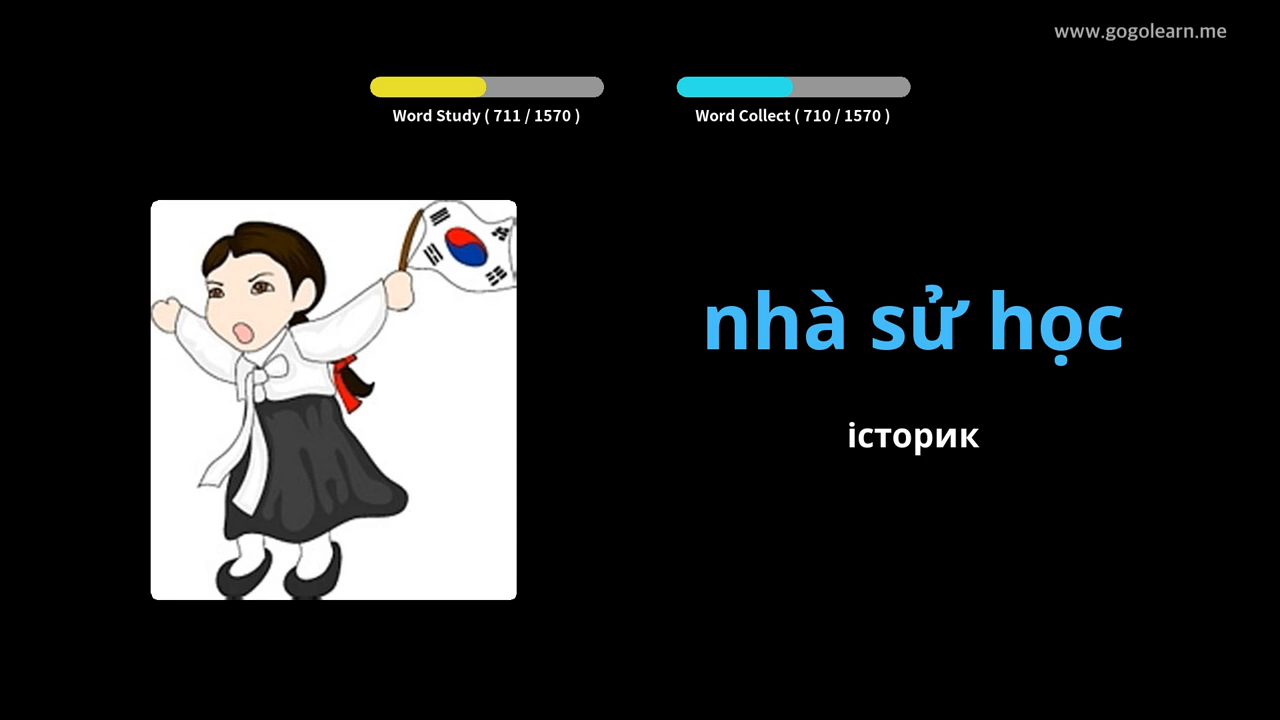 www.gogolearn.me
Word Study ( 711 / 1570 )
Word Collect ( 710 / 1570 )
nhà sử học
історик